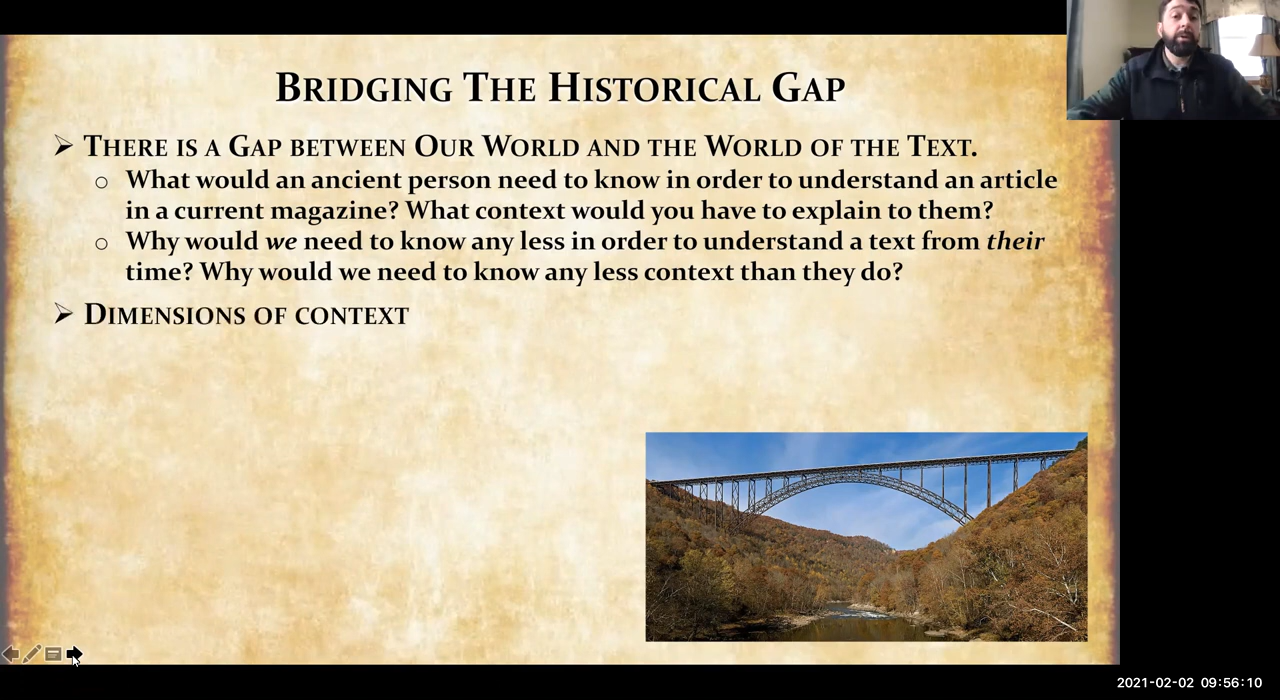 Bridging The Historical Gap
There is a Gap between Our World and the World of the Text.
What would an ancient person need to know in order to understand an article
in a current magazine? What context would you have to explain to them?
Why would we need to know any less in order to understand a text from their
time? Why would we need to know any less context than they do?
Dimensions of context
2021-02-02 09:56:10